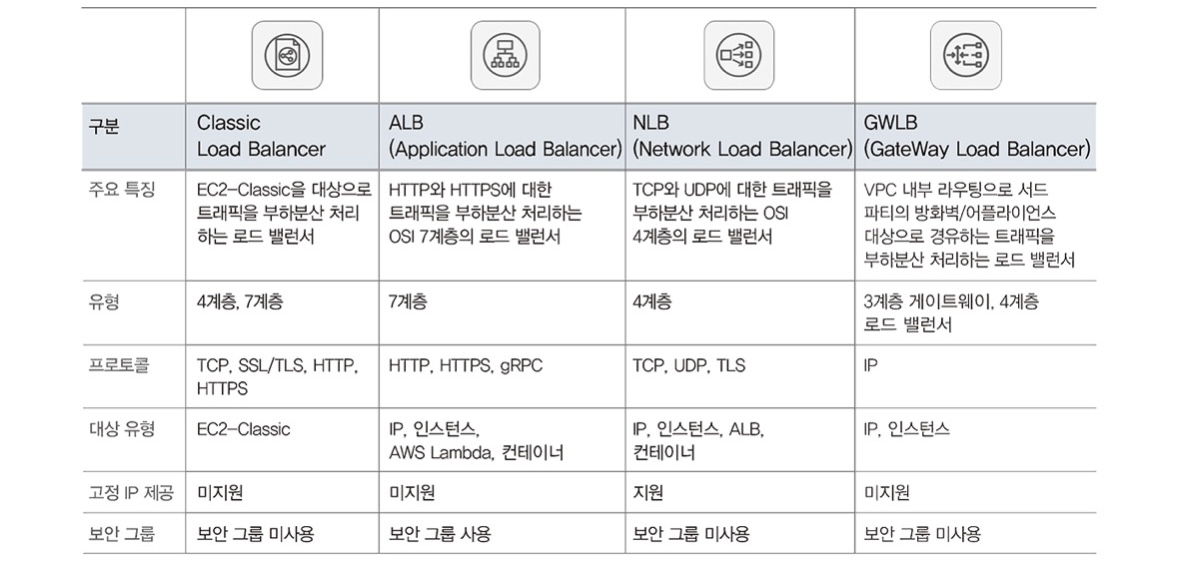 구분
Classic
Load Balancer
ALB
(Application Load Balancer)
NLB
(Network Load Balancer)
GWLB
(GateWay Load Balancer)
주요 특징
EC2-Classic을 대상으로
트래픽을 부하분산 처리
하는 로드 밸런서
HTTP와 HTTPS에 대한
트래픽을 부하분산 처리하는
OSI 7계층의 로드 밸런서
TCP와 UDP에 대한 트래픽을
부하분산 처리하는 OSI
4계층의 로드 밸런서
VPC 내부 라우팅으로 서드
파티의 방화벽/어플라이언스
대상으로 경유하는 트래픽을
부하분산 처리하는 로드 밸런서
유형
4계층, 7계층
7계층
4계층
3계층 게이트웨이, 4계층
로드 밸런서
프로토콜
TCP, SSL/TLS, HTTP,
HTTPS
HTTP, HTTPS, gRPC
TCP, UDP, TLS
IP
대상 유형
EC2-Classic
IP, 인스턴스,
AWS Lambda, 컨테이너
IP, 인스턴스, ALB,
컨테이너
IP, 인스턴스
고정 IP 제공
미지원
미지원
지원
미지원
보안 그룹
보안 그룹 미사용
보안 그룹 사용
보안 그룹 미사용
보안 그룹 미사용